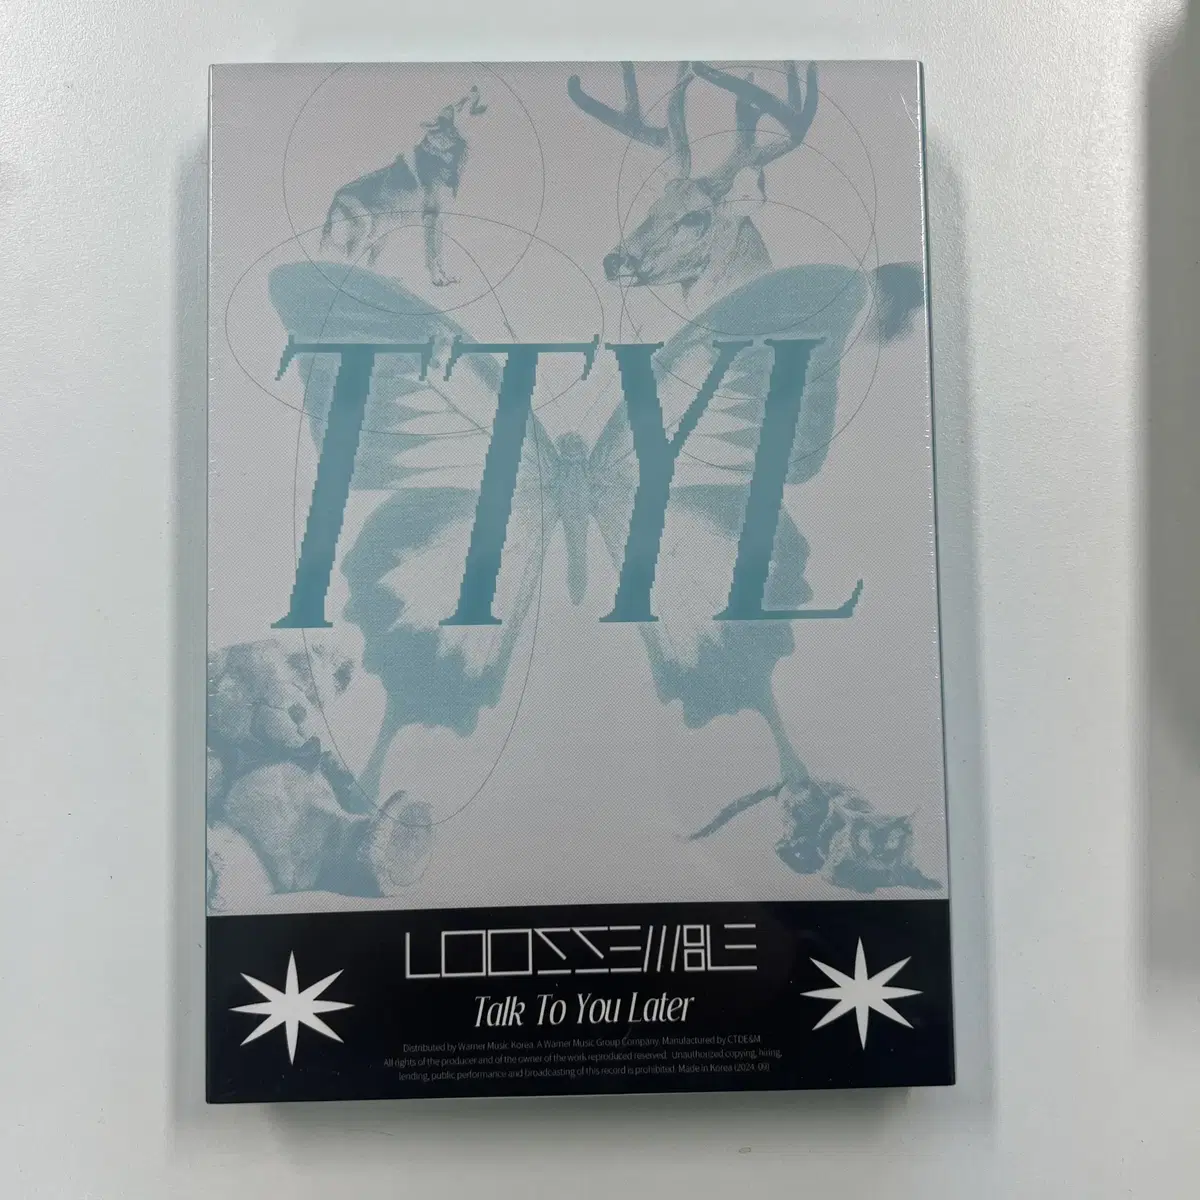 TTYL
LOOSSEMBLE
Talk To You Later
Distributed by Warner Music Korea. A Warner Music Group Company. Manufactured by CTDE&M.
All rights of the producer and of the owner of the work reproduced reserved. Unauthorized copying, hiring,
lending, public performance and broadcasting of this record is prohibited. Made in Korea (2024. 09)